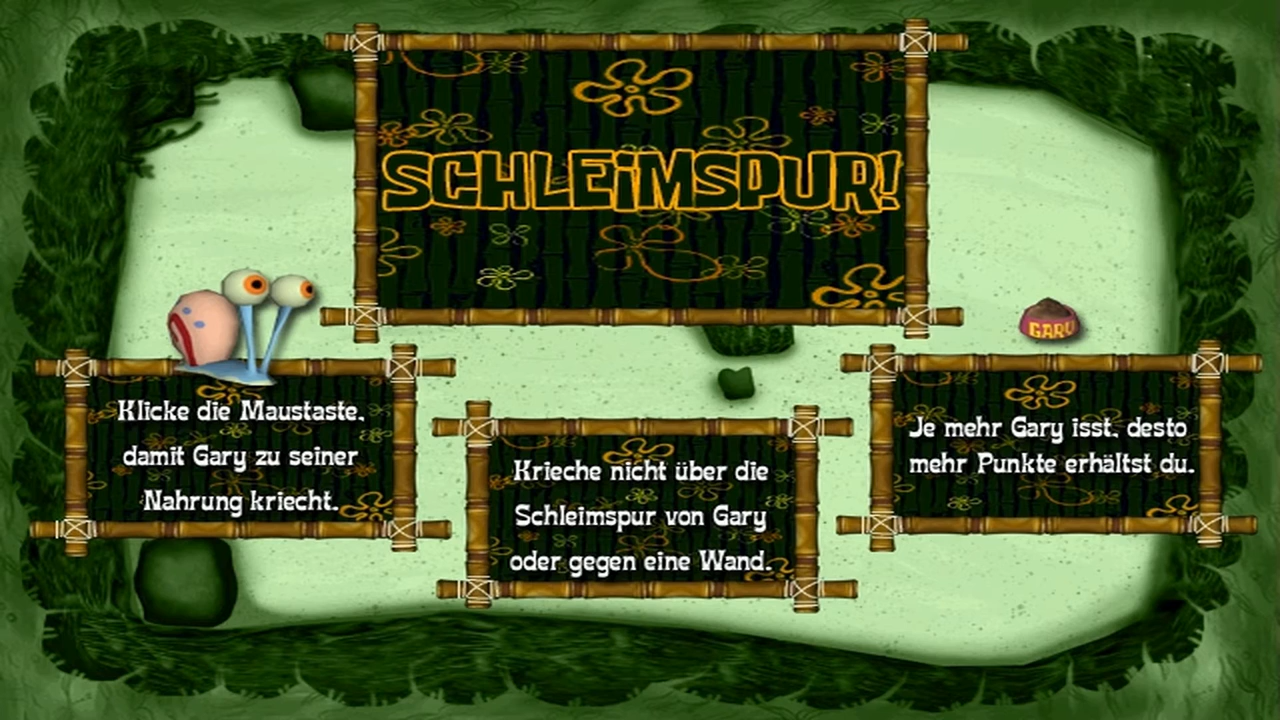 SCHLEiMSPUR!
Klicke die Maustaste,
damit Gary zu seiner
Nahrung kriecht.
Krieche nicht über die
Schleimspur von Gary
oder gegen eine Wand.
GARY
Je mehr Gary isst, desto
mehr Punkte erhältst du.